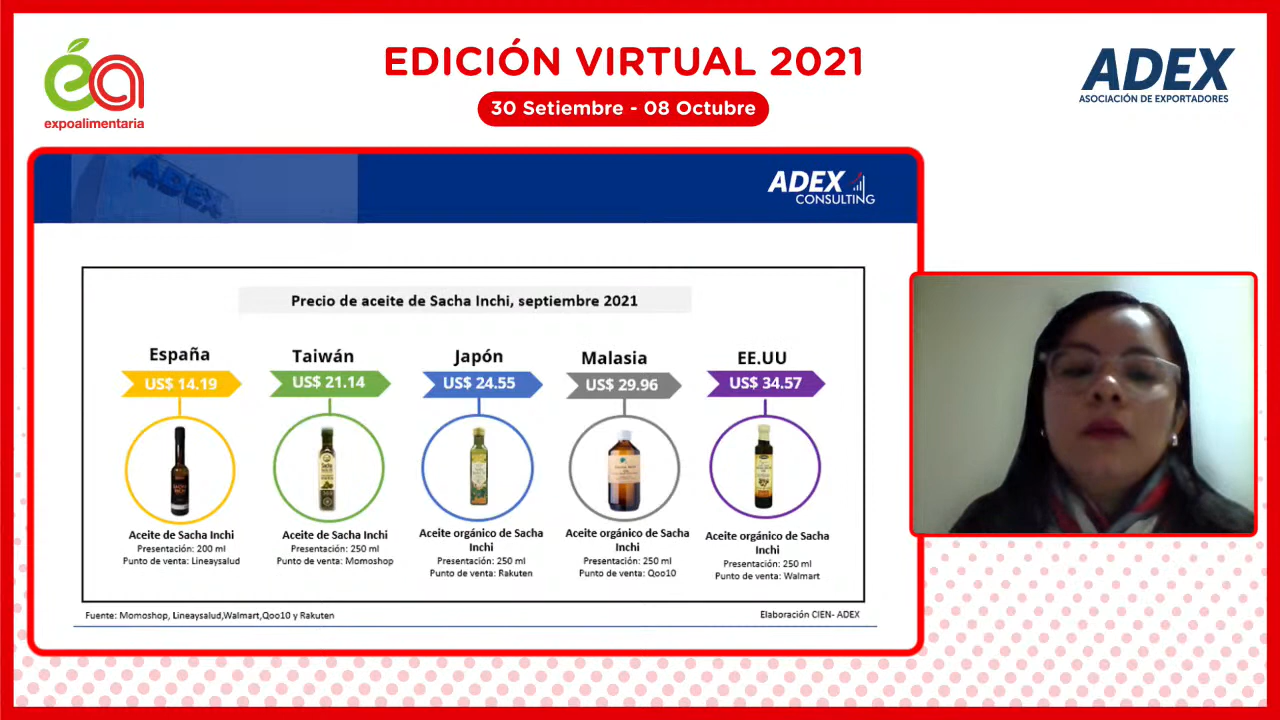 EDICIÓN VIRTUAL 2021
30 Setiembre - 08 Octubre
éa
expoalimentaria
ADEX
ASOCIACIÓN DE EXPORTADORES
ADEX
ADEX
CONSULTING
Precio de aceite de Sacha Inchi, septiembre 2021
España
US$ 14.19
Aceite de Sacha Inchi
Presentación: 200 ml
Punto de venta: Lineaysalud
Taiwán
US$ 21.14
Aceite de Sacha Inchi
Presentación: 250 ml
Punto de venta: Momoshop
Japón
US$ 24.55
Aceite orgánico de Sacha
Inchi
Presentación: 250 ml
Punto de venta: Rakuten
Malasia
US$ 29.96
Aceite orgánico de Sacha
Inchi
Presentación: 250 ml
Punto de venta: Qoo10
EE.UU
US$ 34.57
Aceite orgánico de Sacha
Inchi
Presentación: 250 ml
Punto de venta: Walmart
Fuente: Momoshop, Lineaysalud,Walmart,Qoo10 y Rakuten
Elaboración CIEN- ADEX